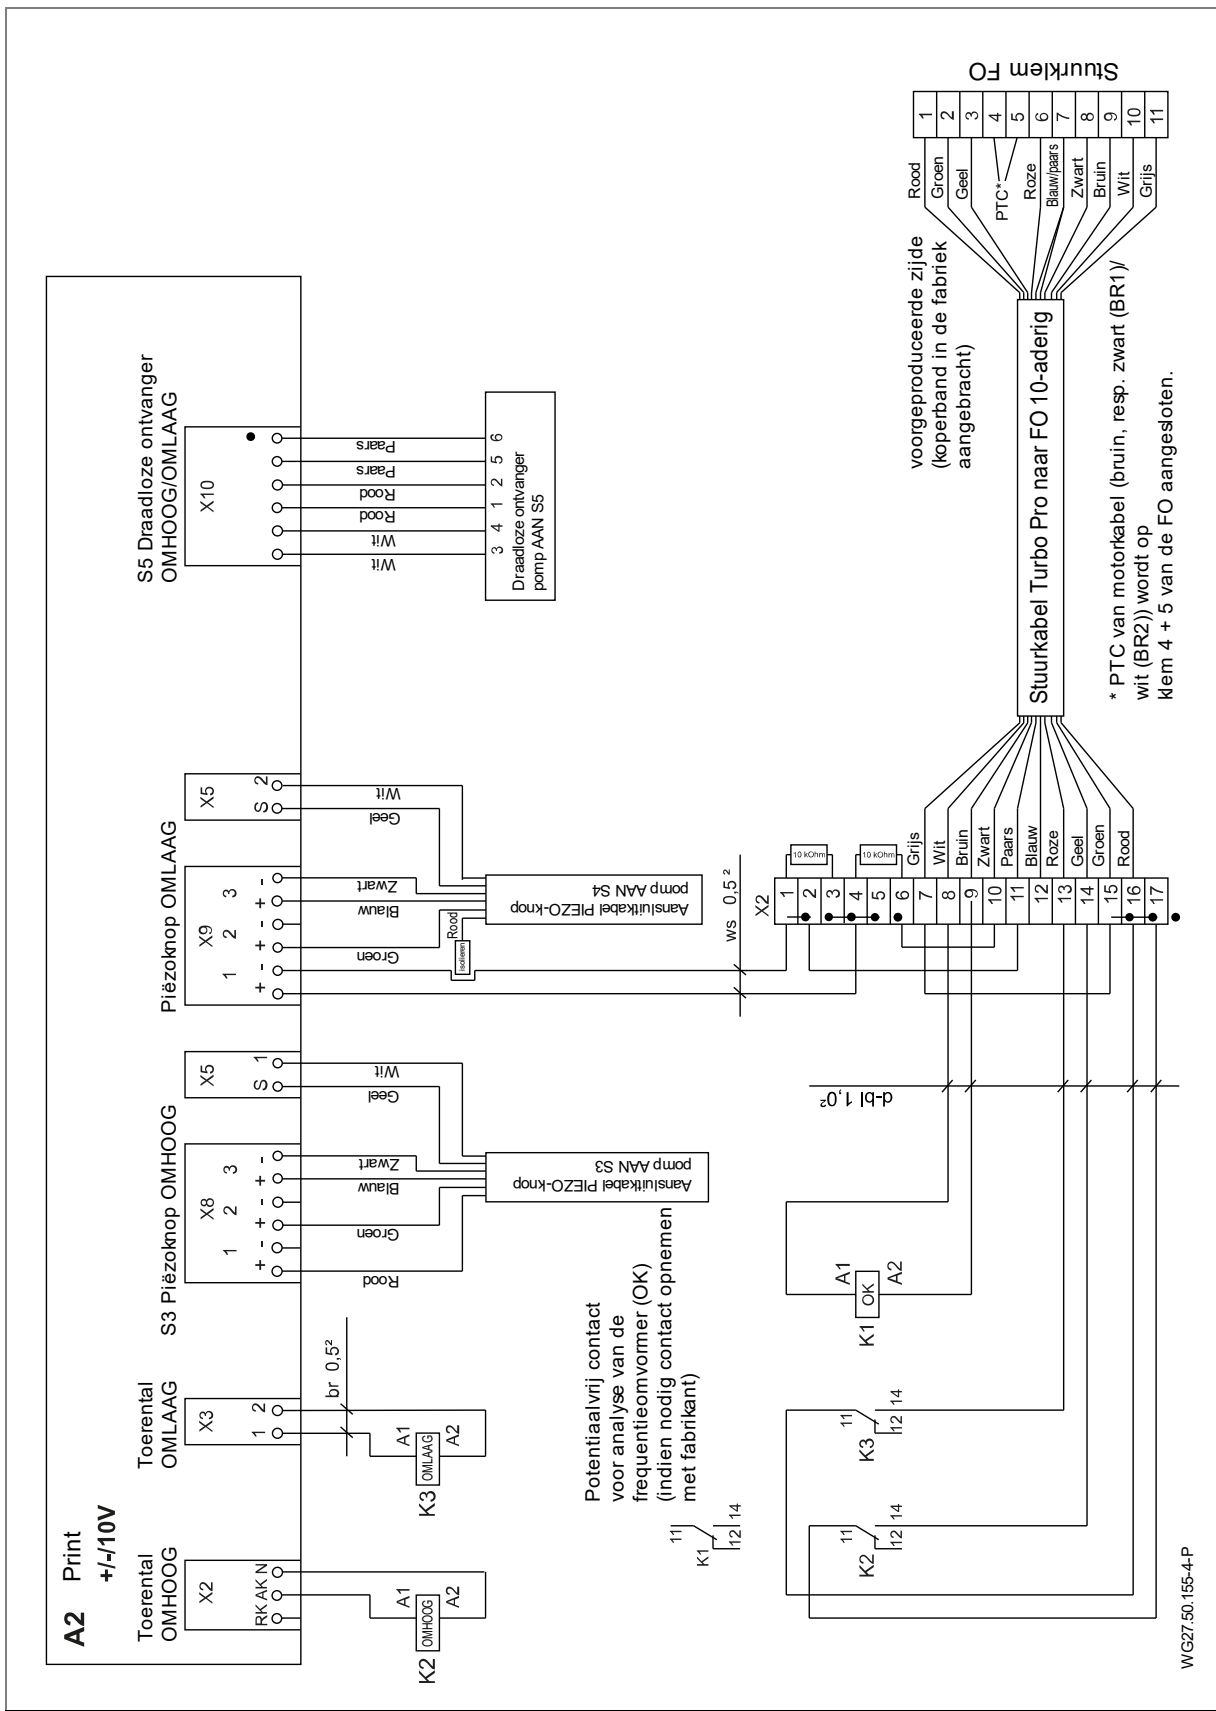 A2 Print
+/-/10V
Toerental
OMHOOG
X2
RK AK N
A1
OMHOOG
A2
K2
Toerental
OMLAAG
X3
1 2
br 0,5²
A1
OMLAAG
A2
K3
S3 Piëzoknop OMHOOG
X8
1 2 3
+ - + - + -
Rood
Groen
Blauw
Zwart
X5
S 1
Geel
Wit
Aansluitkabel PIEZO-knop
pomp AAN S3
Piëzoknop OMLAAG
X9
1 2 3
+ - + - + -
Groen
Blauw
Zwart
Rood
isolieren
X5
S 2
Geel
Wit
Aansluitkabel PIEZO-knop
pomp AAN S4
S5 Draadloze ontvanger
OMHOOG/OMLAAG
X10
Wit
Wit
Rood
Rood
Paars
Paars
3 4 1 2 5 6
Draadloze ontvanger
pomp AAN S5
Potentiaalvrij contact
voor analyse van de
frequentieomvormer (OK)
(indien nodig contact opnemen
met fabrikant)
11
12
14
K1
ws 0,5²
X2
10 kOhm
10 kOhm
1
2
3
4
5
6
7
8
9
10
11
12
13
14
15
16
17
Grijs
Wit
Bruin
Zwart
Paars
Blauw
Roze
Geel
Groen
Rood
d-bl 1,0²
A1
OK
A2
K1
11
12
14
K3
11
12
14
K2
Stuurkabel Turbo Pro naar FO 10-aderig
voorgeproduceerde zijde
(koperband in de fabriek
aangebracht)
* PTC van motorkabel (bruin, resp. zwart (BR1)/
wit (BR2)) wordt op
klem 4 + 5 van de FO aangesloten.
Rood
Groen
Geel
PTC*
Roze
Blauw/paars
Zwart
Bruin
Wit
Grijs
1
2
3
4
5
6
7
8
9
10
11
Stuurklem FO
WG27.50.155-4-P